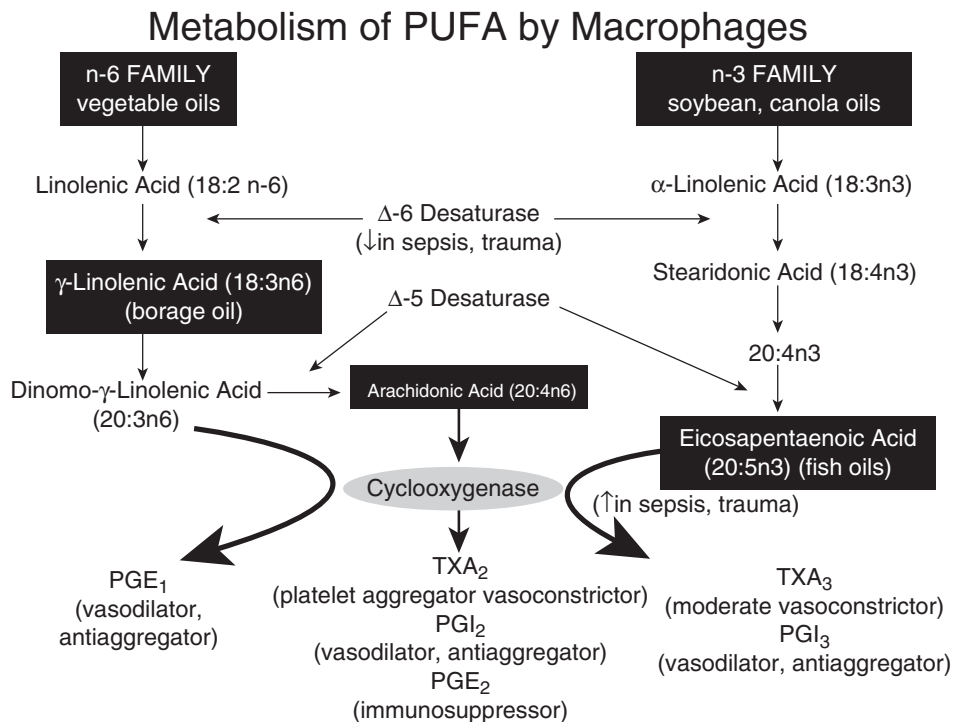 Metabolism of PUFA by Macrophages
n-6 FAMILY
vegetable oils
n-3 FAMILY
soybean, canola oils
Linolenic Acid (18:2 n-6)
α-Linolenic Acid (18:3n3)
Δ-6 Desaturase
(↓in sepsis, trauma)
γ-Linolenic Acid (18:3n6)
(borage oil)
Stearidonic Acid (18:4n3)
Δ-5 Desaturase
20:4n3
Dinomo-γ-Linolenic Acid
(20:3n6)
Arachidonic Acid (20:4n6)
Eicosapentaenoic Acid
(20:5n3) (fish oils)
Cyclooxygenase
(↑in sepsis, trauma)
PGE₁
(vasodilator,
antiaggregator)
TXA₂
(platelet aggregator vasoconstrictor)
PGI₂
(vasodilator, antiaggregator)
PGE₂
(immunosuppressor)
TXA₃
(moderate vasoconstrictor)
PGI₃
(vasodilator, antiaggregator)